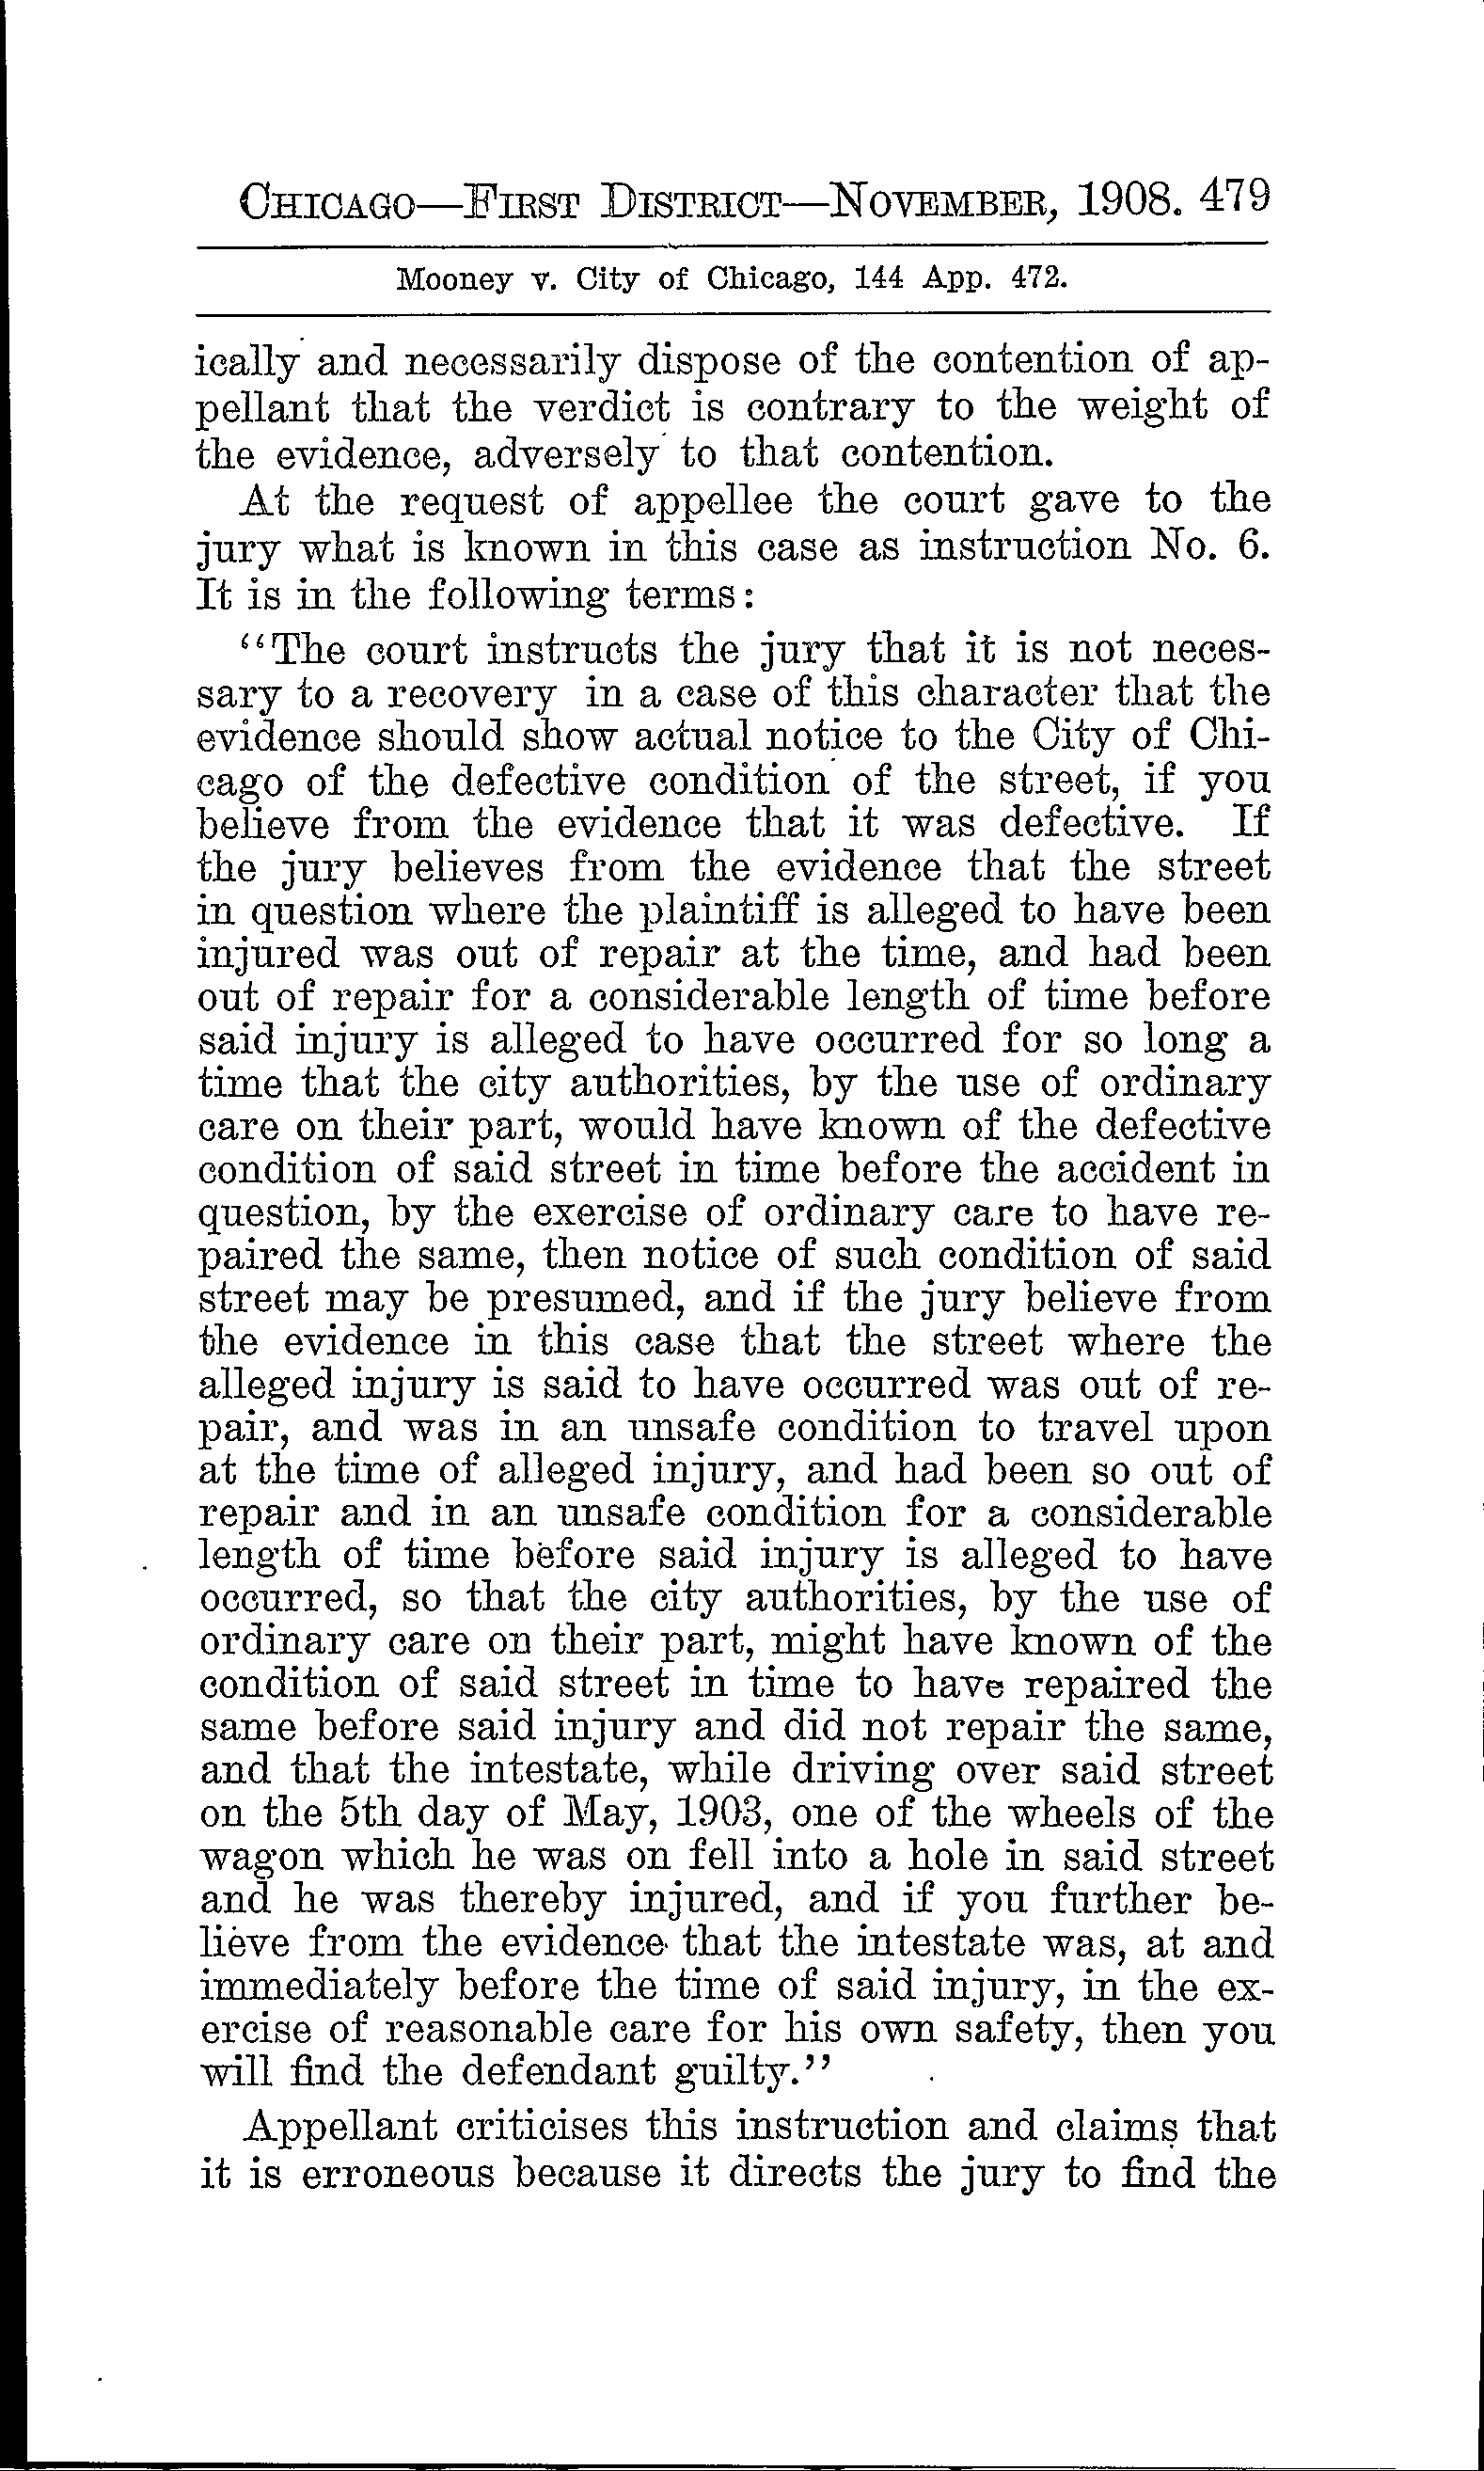 CHICAGO—FIRST DISTRICT—NOVEMBER, 1908. 479
Mooney v. City of Chicago, 144 App. 472.
ically and necessarily dispose of the contention of ap-
pellant that the verdict is contrary to the weight of
the evidence, adversely to that contention.
At the request of appellee the court gave to the
jury what is known in this case as instruction No. 6.
It is in the following terms:
"The court instructs the jury that it is not neces-
sary to a recovery in a case of this character that the
evidence should show actual notice to the City of Chi-
cago of the defective condition of the street, if you
believe from the evidence that it was defective. If
the jury believes from the evidence that the street
in question where the plaintiff is alleged to have been
injured was out of repair at the time, and had been
out of repair for a considerable length of time before
said injury is alleged to have occurred for so long a
time that the city authorities, by the use of ordinary
care on their part, would have known of the defective
condition of said street in time before the accident in
question, by the exercise of ordinary care to have re-
paired the same, then notice of such condition of said
street may be presumed, and if the jury believe from
the evidence in this case that the street where the
alleged injury is said to have occurred was out of re-
pair, and was in an unsafe condition to travel upon
at the time of alleged injury, and had been so out of
repair and in an unsafe condition for a considerable
length of time before said injury is alleged to have
occurred, so that the city authorities, by the use of
ordinary care on their part, might have known of the
condition of said street in time to have repaired the
same before said injury and did not repair the same,
and that the intestate, while driving over said street
on the 5th day of May, 1903, one of the wheels of the
wagon which he was on fell into a hole in said street
and he was thereby injured, and if you further be-
lieve from the evidence that the intestate was, at and
immediately before the time of said injury, in the ex-
ercise of reasonable care for his own safety, then you
will find the defendant guilty."
Appellant criticises this instruction and claims that
it is erroneous because it directs the jury to find the